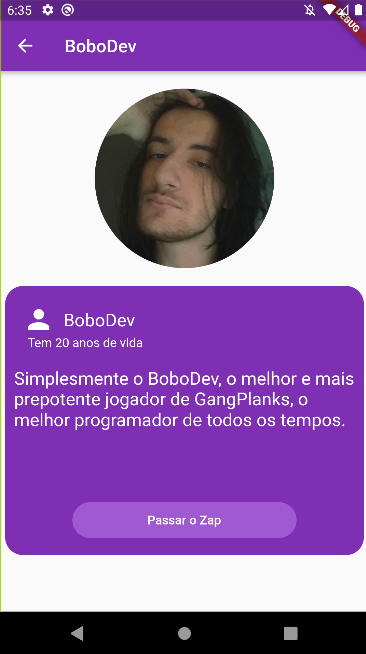 6:35
DEBUG
BoboDev
BoboDev
Tem 20 anos de vida
Simplesmente o BoboDev, o melhor e mais
prepotente jogador de GangPlanks, o
melhor programador de todos os tempos.
Passar o Zap